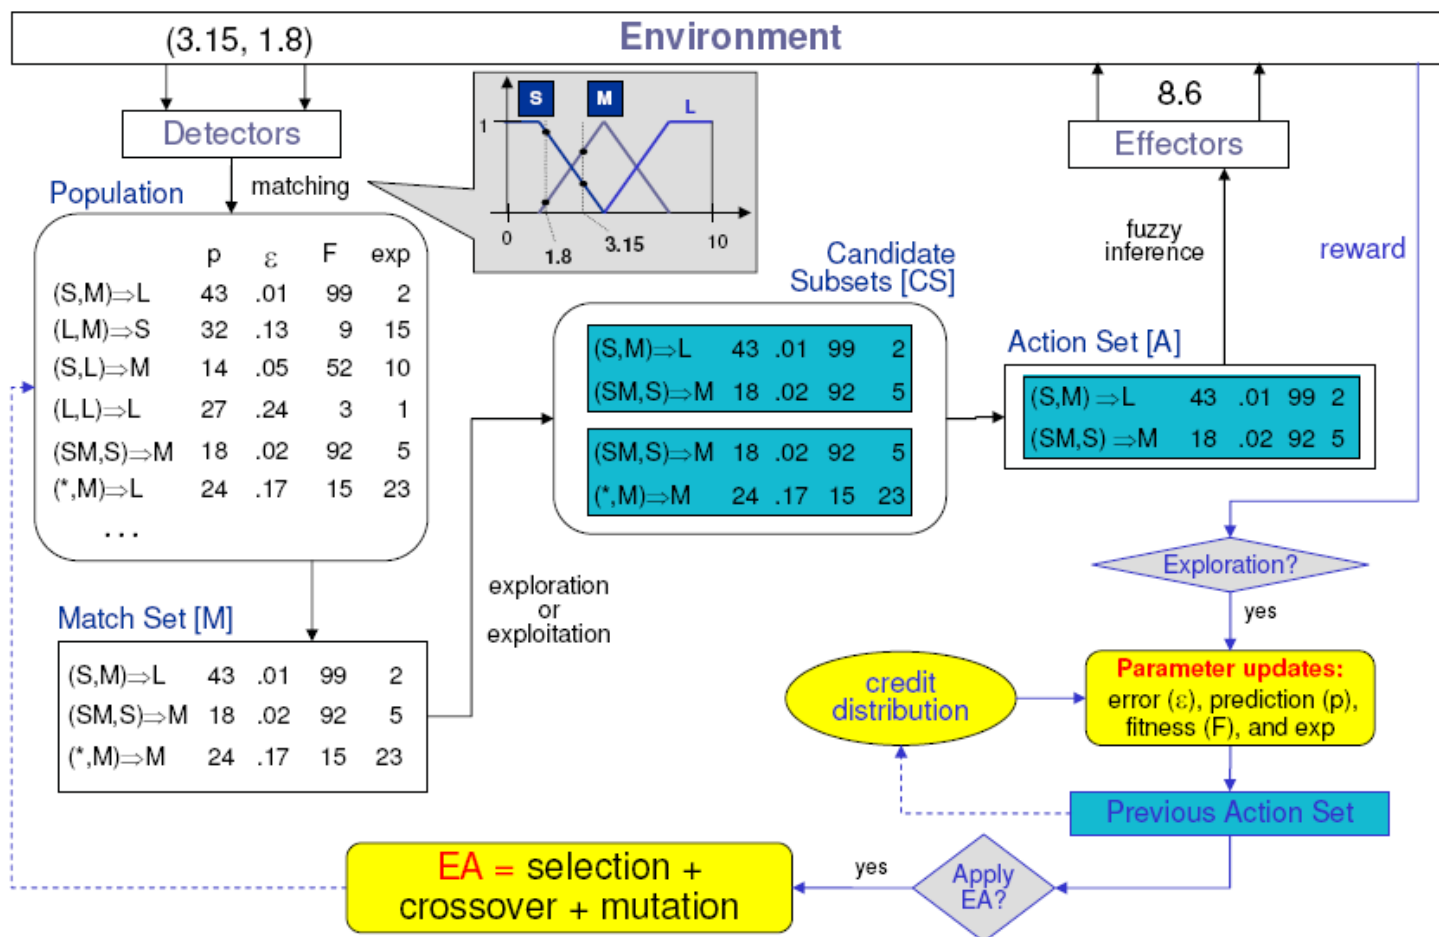 Environment
(3.15, 1.8)
Detectors
matching
S
M
L
1
0
1.8
3.15
10
8.6
Effectors
fuzzy
inference
reward
Population
p ε F exp
(S,M)⇒L 43 .01 99 2
(L,M)⇒S 32 .13 9 15
(S,L)⇒M 14 .05 52 10
(L,L)⇒L 27 .24 3 1
(SM,S)⇒M 18 .02 92 5
(*,M)⇒L 24 .17 15 23
...
Match Set [M]
(S,M)⇒L 43 .01 99 2
(SM,S)⇒M 18 .02 92 5
(*,M)⇒M 24 .17 15 23
exploration
or
exploitation
Candidate
Subsets [CS]
(S,M)⇒L 43 .01 99 2
(SM,S)⇒M 18 .02 92 5
(SM,S)⇒M 18 .02 92 5
(*,M)⇒M 24 .17 15 23
Action Set [A]
(S,M) ⇒L 43 .01 99 2
(SM,S) ⇒M 18 .02 92 5
Exploration?
yes
Parameter updates:
error (ε), prediction (p),
fitness (F), and exp
credit
distribution
Previous Action Set
Apply
EA?
yes
EA = selection +
crossover + mutation